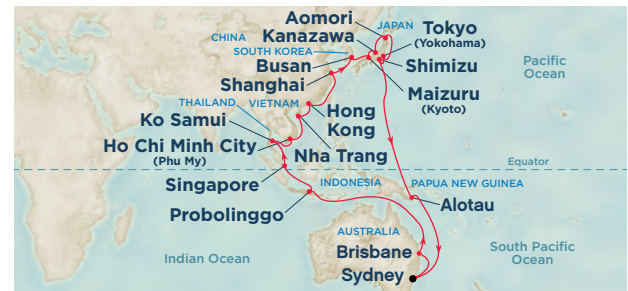 Aomori
JAPAN
Tokyo
(Yokohama)
CHINA
Kanazawa
SOUTH KOREA
Busan
Shimizu
Pacific
Ocean
Shanghai
Maizuru
(Kyoto)
THAILAND
VIETNAM
Ko Samui
Hong
Kong
Ho Chi Minh City
(Phu My)
Nha Trang
Equator
Singapore
INDONESIA
PAPUA NEW GUINEA
Probolinggo
Alotau
AUSTRALIA
Brisbane
South Pacific
Ocean
Indian Ocean
Sydney